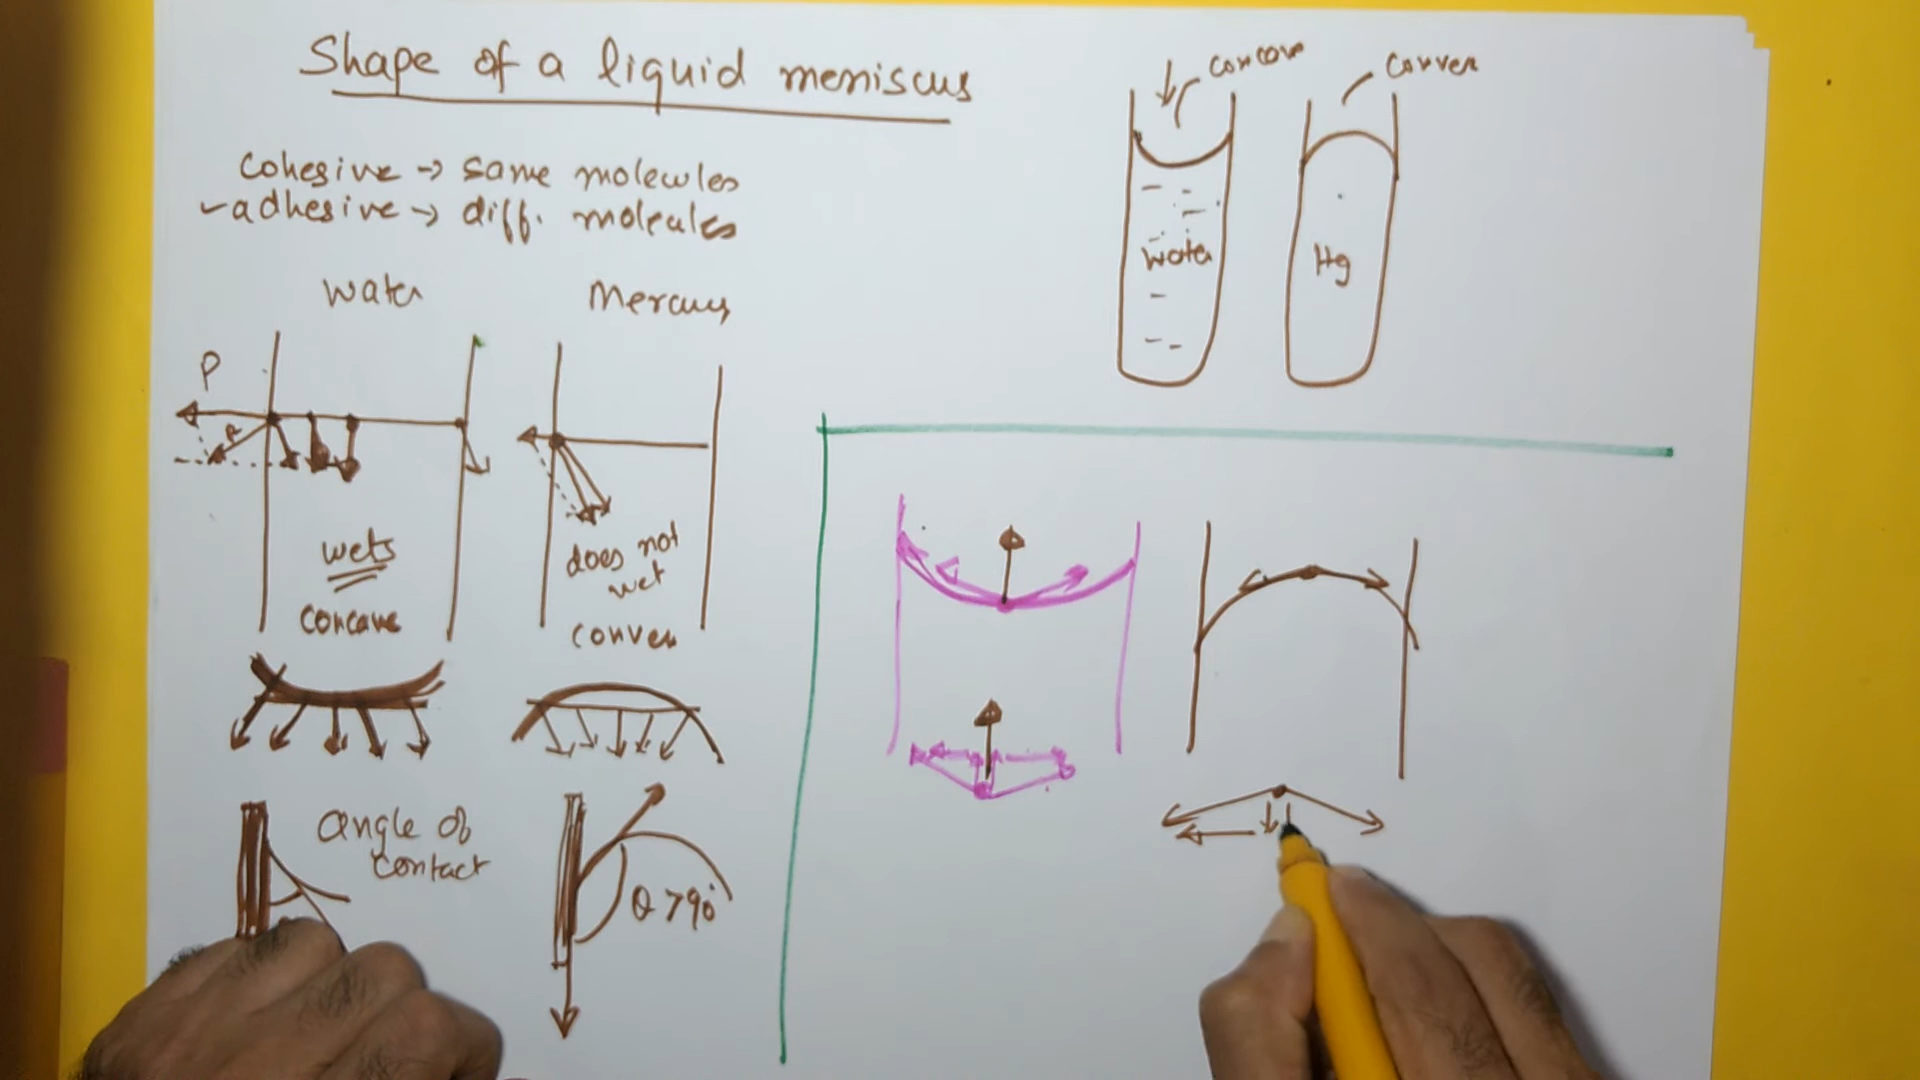 Shape of a liquid meniscus
concave
convex
cohesive → same molecules
✓adhesive → diff. molecules
water
Hg
water
Mercury
P
R
wets
concave
does not
wet
convex
angle of
contact
θ > 90°